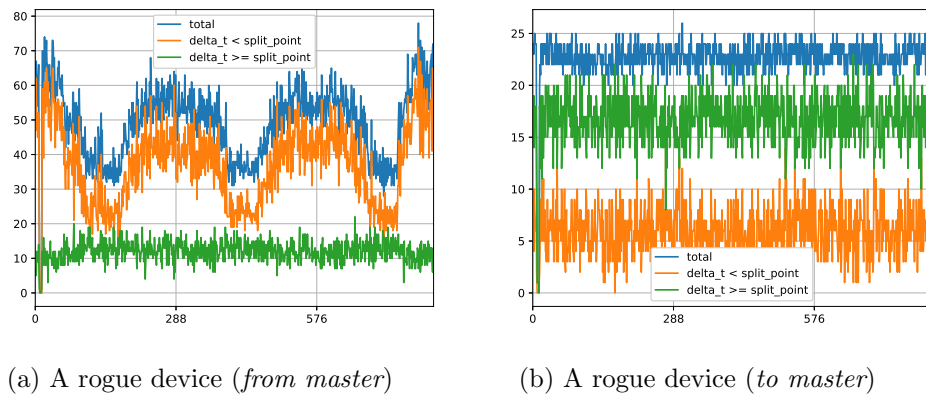 total
delta_t < split_point
delta_t >= split_point
80
70
60
50
40
30
20
10
0
0 288 576
total
delta_t < split_point
delta_t >= split_point
25
20
15
10
5
0
0 288 576
(a) A rogue device (from master)
(b) A rogue device (to master)